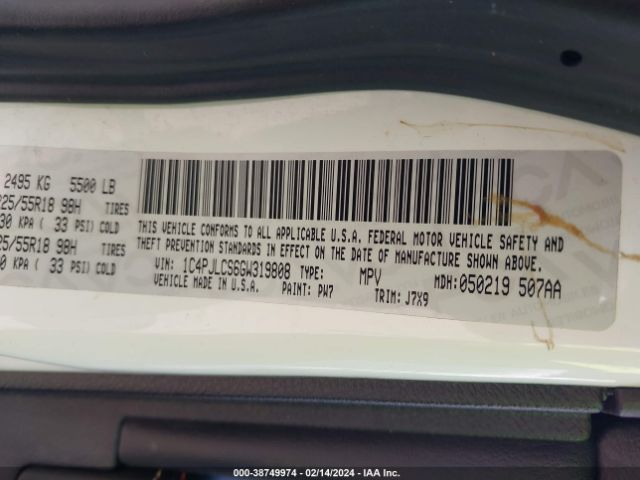 2495 KG 5500 LB
225/55R18 98H TIRES
30 KPA ( 33 PSI) COLD
25/55R18 98H TIRES
0 KPA ( 33 PSI) COLD
THIS VEHICLE CONFORMS TO ALL APPLICABLE U.S.A. FEDERAL MOTOR VEHICLE SAFETY AND
THEFT PREVENTION STANDARDS IN EFFECT ON THE DATE OF MANUFACTURE SHOWN ABOVE.
VIN: 1C4PJLCS6GW319808 TYPE: MPV MDH: 050219 507AA
VEHICLE MADE IN U.S.A. PAINT: PW7 TRIM: J7X9
000-38749974 - 02/14/2024 - IAA Inc.